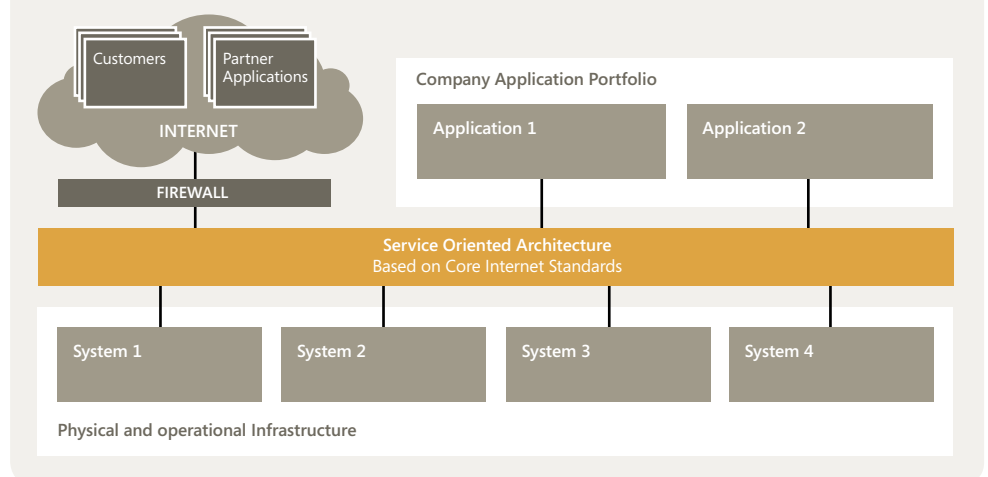 Customers
Partner
Applications
INTERNET
FIREWALL
Company Application Portfolio
Application 1
Application 2
Service Oriented Architecture
Based on Core Internet Standards
System 1
System 2
System 3
System 4
Physical and operational Infrastructure